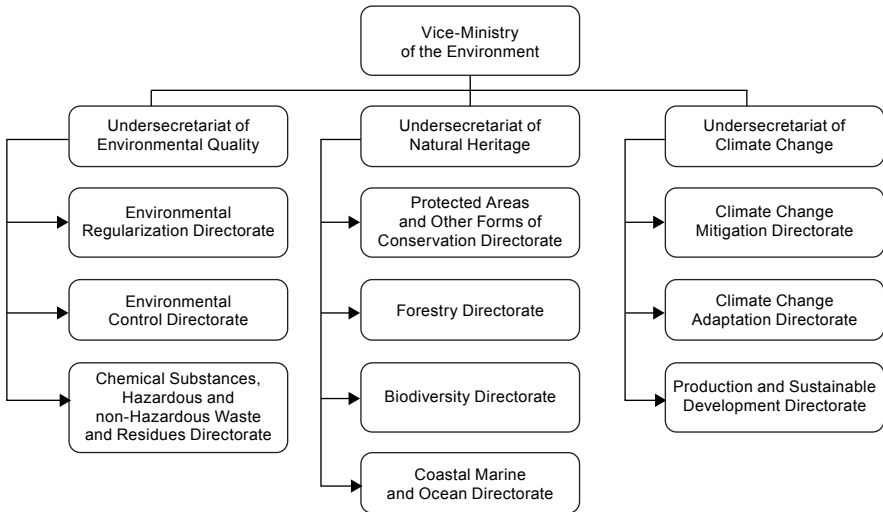 Vice-Ministry
of the Environment
Undersecretariat of
Environmental Quality
Undersecretariat of
Natural Heritage
Undersecretariat of
Climate Change
Environmental
Regularization Directorate
Protected Areas
and Other Forms of
Conservation Directorate
Climate Change
Mitigation Directorate
Environmental
Control Directorate
Forestry Directorate
Climate Change
Adaptation Directorate
Chemical Substances,
Hazardous and
non-Hazardous Waste
and Residues Directorate
Biodiversity Directorate
Production and Sustainable
Development Directorate
Coastal Marine
and Ocean Directorate